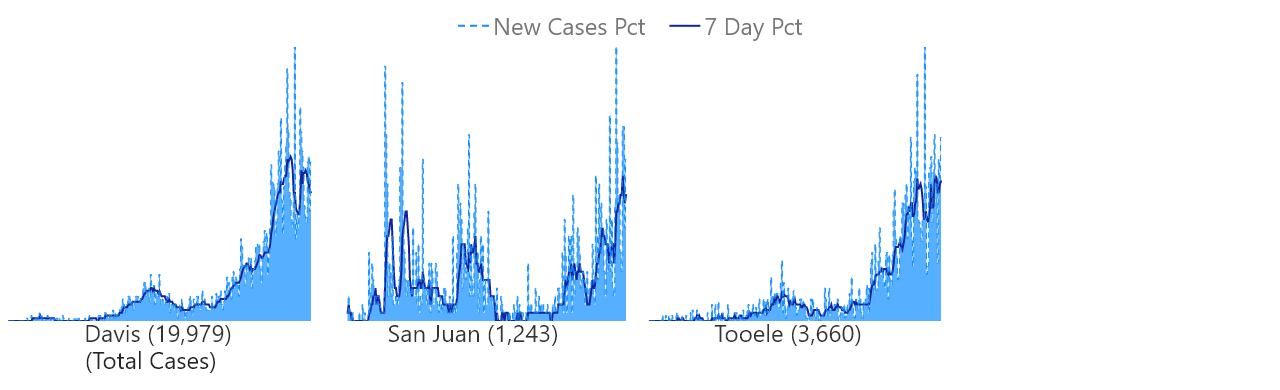 New Cases Pct 7 Day Pct
Davis (19,979) San Juan (1,243) Tooele (3,660)
(Total Cases)